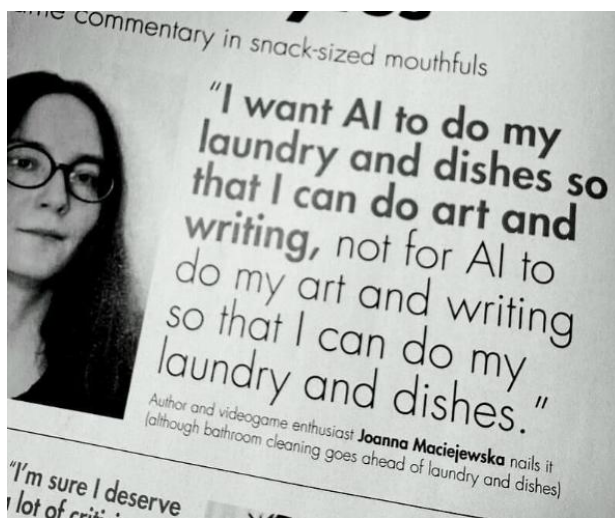 commentary in snack-sized mouthfuls
“I want AI to do my
laundry and dishes so
that I can do art and
writing, not for AI to
do my art and writing
so that I can do my
laundry and dishes.”
Author and videogame enthusiast Joanna Maciejewska nails it
(although bathroom cleaning goes ahead of laundry and dishes)
“I'm sure I deserve
lot of